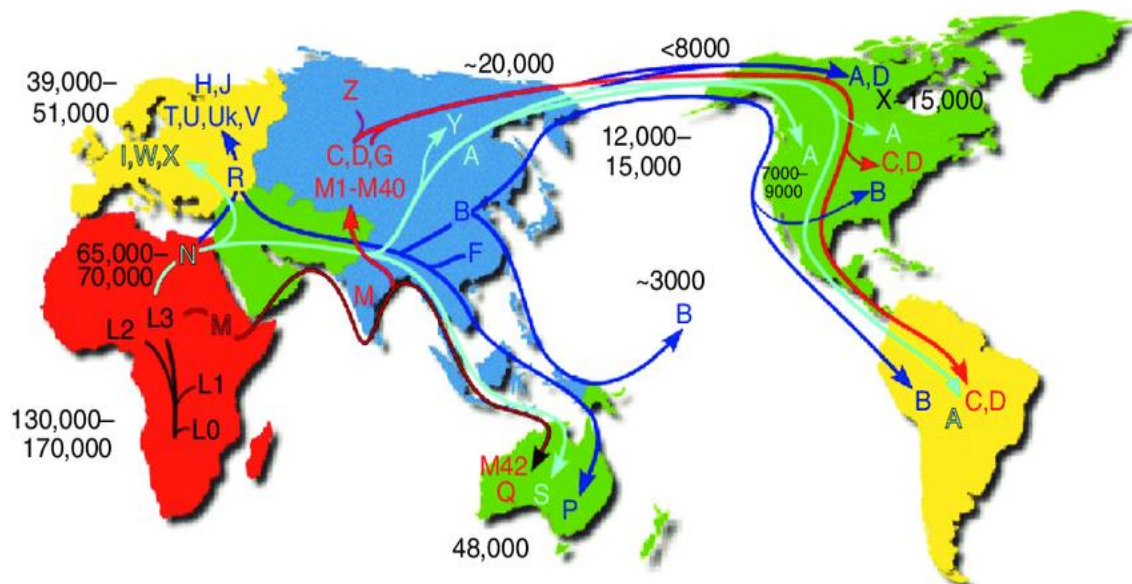 <8000
~20,000
39,000–
51,000
H,J
T,U,Uk,V
I,W,X
R
Z
C,D,G
M1-M40
Y
A
A,D
X~15,000
A
C,D
A
7000–
9000
B
12,000–
15,000
B
F
N
65,000–
70,000
M
~3000
B
L3
M
L2
L1
L0
130,000–
170,000
M42
Q
S
P
48,000
B
C,D
A